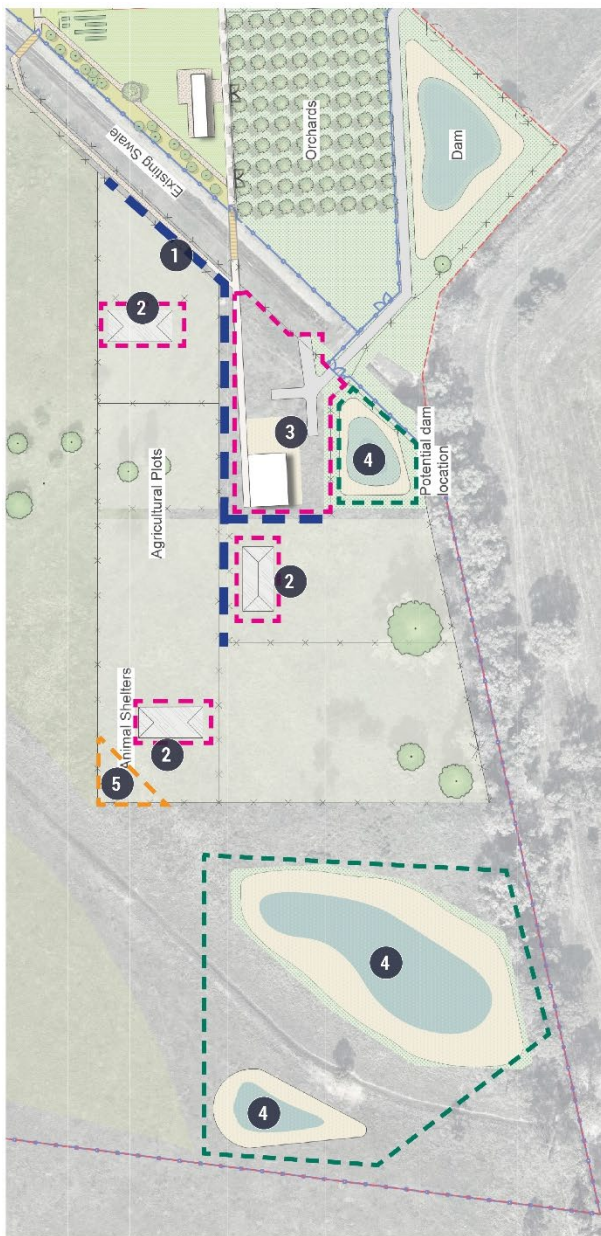 Existing Swale
Orchards
Dam
1
2
3
4
Potential dam
location
Agricultural Plots
2
Animal Shelters
2
5
4
4